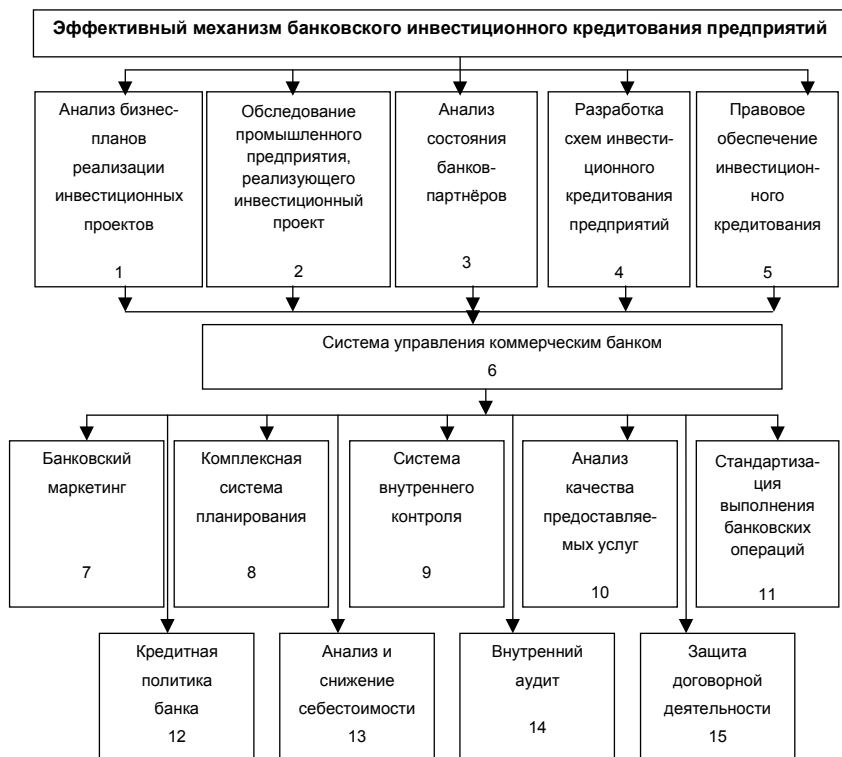 Эффективный механизм банковского инвестиционного кредитования предприятий
Анализ бизнес-
планов
реализации
инвестиционных
проектов
1
Обследование
промышленного
предприятия,
реализующего
инвестиционный
проект
2
Анализ
состояния
банков-
партнёров
3
Разработка
схем инвести-
ционного
кредитования
предприятий
4
Правовое
обеспечение
инвестицион-
ного
кредитования
5
Система управления коммерческим банком
6
Банковский
маркетинг
7
Комплексная
система
планирования
8
Система
внутреннего
контроля
9
Анализ
качества
предоставляе-
мых услуг
10
Стандартиза-
ция
выполнения
банковских
операций
11
Кредитная
политика
банка
12
Анализ и
снижение
себестоимости
13
Внутренний
аудит
14
Защита
договорной
деятельности
15